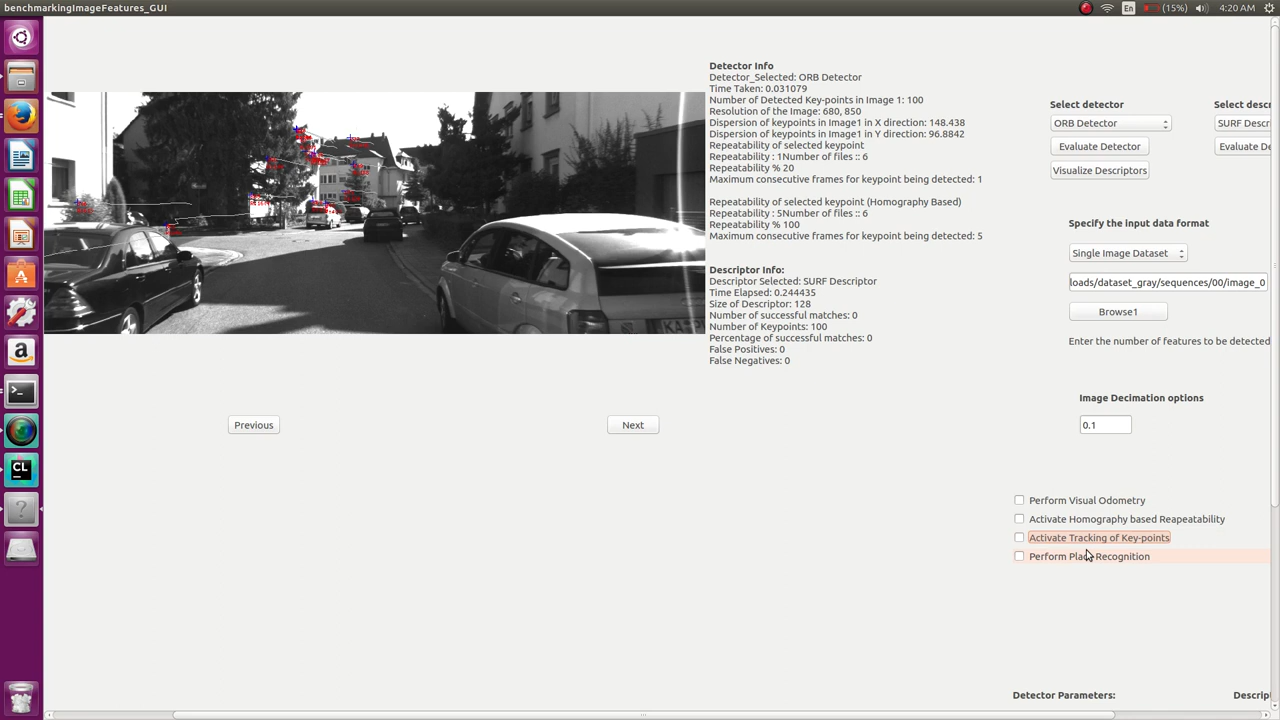 benchmarkingImageFeatures_GUI
En
(15%)
4:20 AM
Detector Info
Detector_Selected: ORB Detector
Time Taken: 0.031079
Number of Detected Key-points in Image 1: 100
Resolution of the Image: 680, 850
Dispersion of keypoints in Image1 in X direction: 148.438
Dispersion of keypoints in Image1 in Y direction: 96.8842
Repeatability of selected keypoint
Repeatability : 1Number of files :: 6
Repeatability % 20
Maximum consecutive frames for keypoint being detected: 1
Repeatability of selected keypoint (Homography Based)
Repeatability : 5Number of files :: 6
Repeatability % 100
Maximum consecutive frames for keypoint being detected: 5
Descriptor Info:
Descriptor Selected: SURF Descriptor
Time Elapsed: 0.244435
Size of Descriptor: 128
Number of successful matches: 0
Number of Keypoints: 100
Percentage of successful matches: 0
False Positives: 0
False Negatives: 0
Previous
Next
Select detector
Select descr
ORB Detector
SURF Descr
Evaluate Detector
Evaluate De
Visualize Descriptors
Specify the input data format
Single Image Dataset
loads/dataset_gray/sequences/00/image_0
Browse1
Enter the number of features to be detected
Image Decimation options
0.1
Perform Visual Odometry
Activate Homography based Reapeatability
Activate Tracking of Key-points
Perform Recognition
Detector Parameters:
Descript
CL